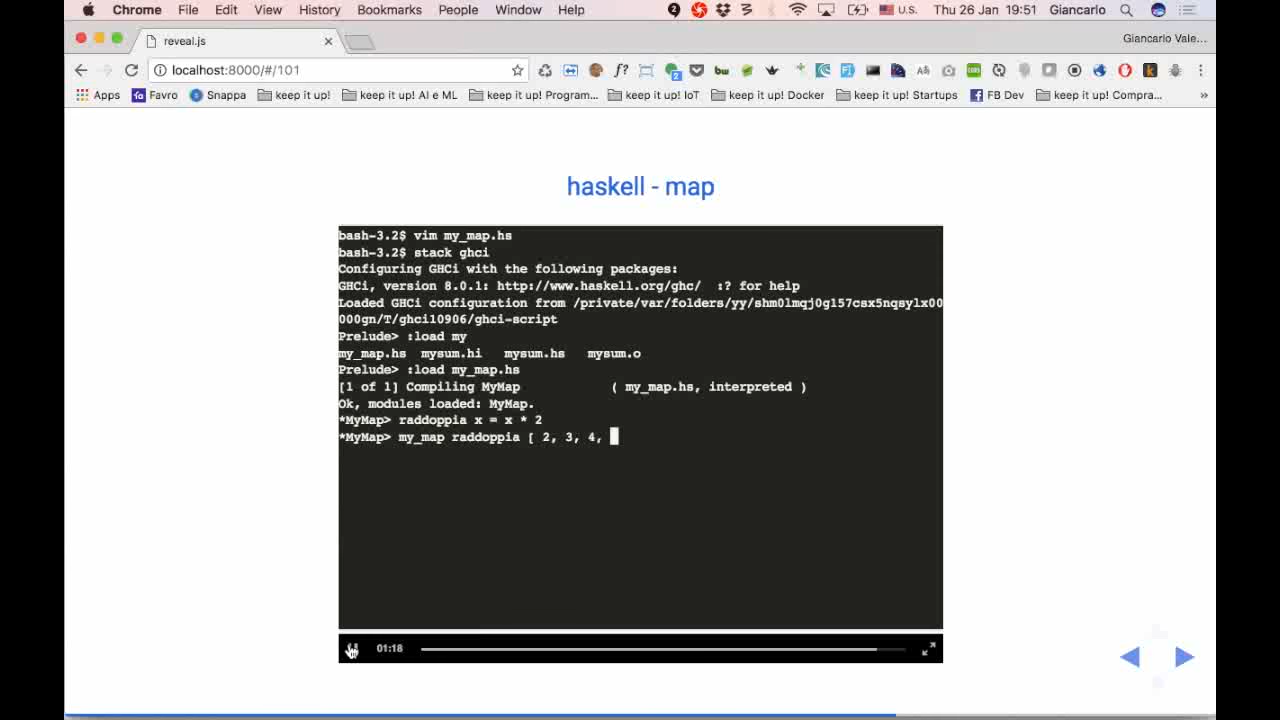 Chrome File Edit View History Bookmarks People Window Help 2 U.S. Thu 26 Jan 19:51 Giancarlo
reveal.js Giancarlo Vale...
localhost:8000/#/101 f? 2 bw
Apps Favro Snappa keep it up! keep it up! AI e ML keep it up! Program... keep it up! IoT keep it up! Docker keep it up! Startups FB Dev keep it up! Compra... »
haskell - map
bash-3.2$ vim my_map.hs
bash-3.2$ stack ghci
Configuring GHCi with the following packages:
GHCi, version 8.0.1: http://www.haskell.org/ghc/  :? for help
Loaded GHCi configuration from /private/var/folders/yy/shm0lmqj0g157csx5nqsylx00
000gn/T/ghci10906/ghci-script
Prelude> :load my
my_map.hs  mysum.hi   mysum.hs   mysum.o
Prelude> :load my_map.hs
[1 of 1] Compiling MyMap            ( my_map.hs, interpreted )
Ok, modules loaded: MyMap.
*MyMap> raddoppia x = x * 2
*MyMap> my_map raddoppia [ 2, 3, 4,
01:18